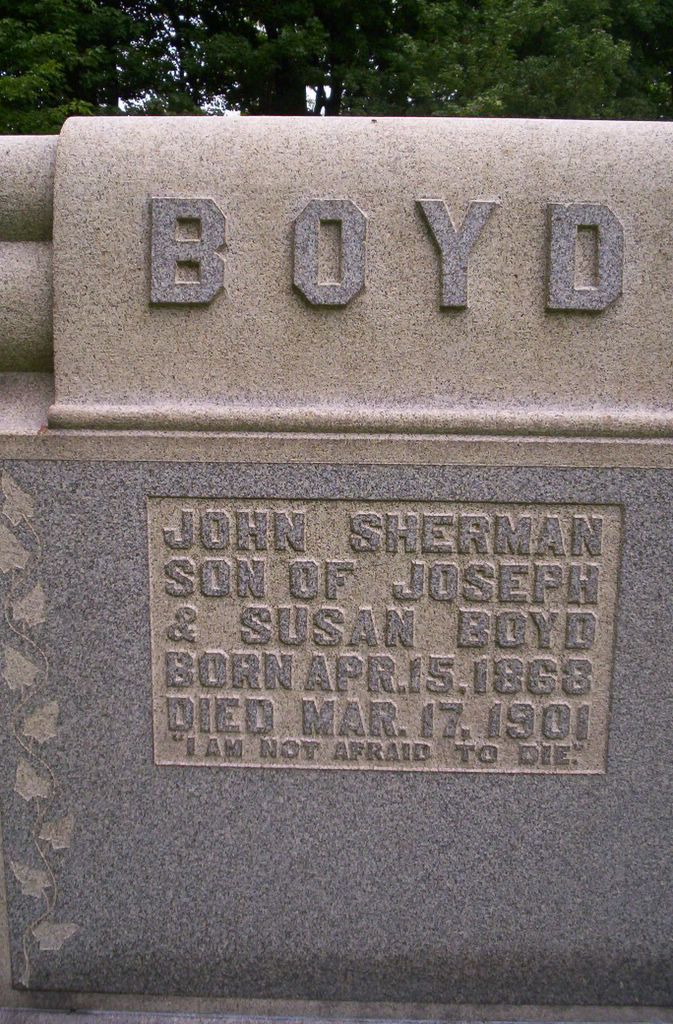 BOYD
JOHN SHERMAN
SON OF JOSEPH
& SUSAN BOYD
BORN APR. 15. 1868
DIED MAR. 17, 1901
"I AM NOT AFRAID TO DIE."